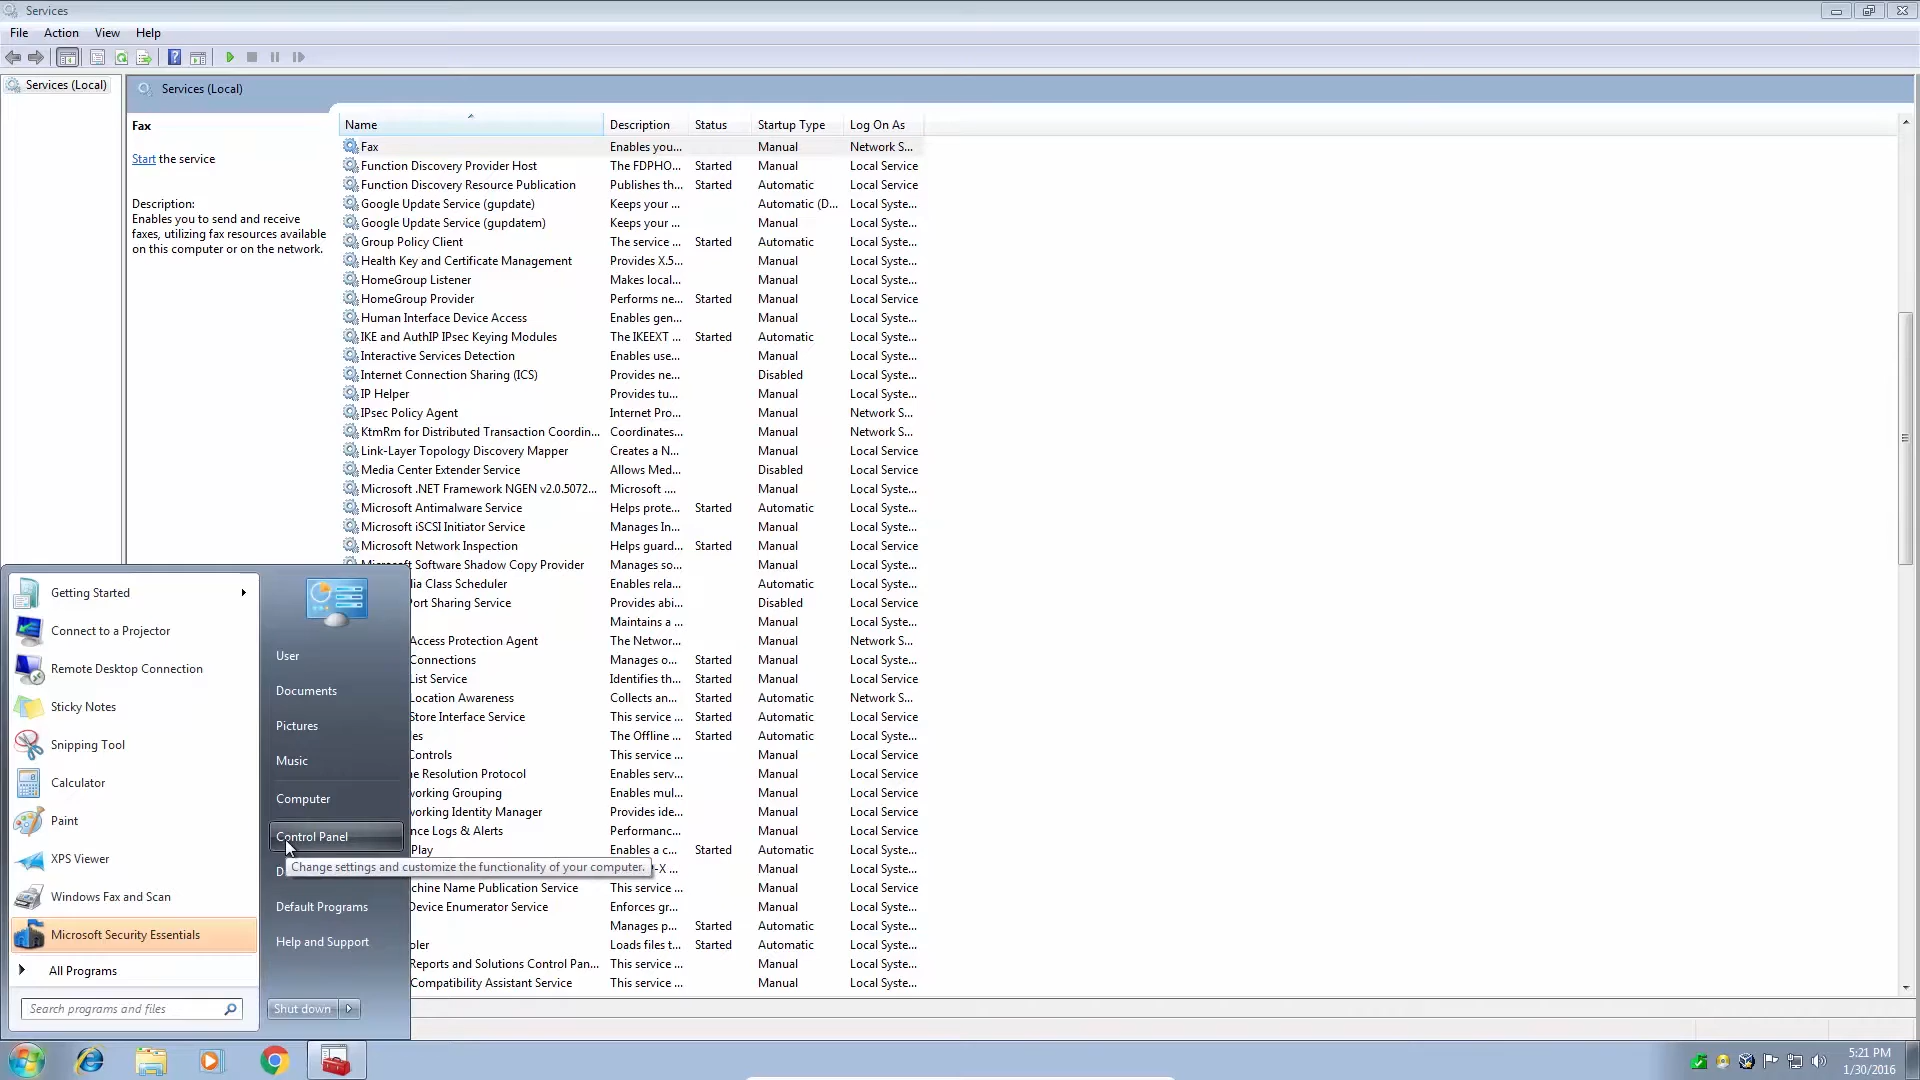 Services
File Action View Help
Services (Local)
Services (Local)
Fax
Start the service
Description:
Enables you to send and receive
faxes, utilizing fax resources available
on this computer or on the network.
Name Description Status Startup Type Log On As
Fax Enables you... Manual Network S...
Function Discovery Provider Host The FDPHO... Started Manual Local Service
Function Discovery Resource Publication Publishes th... Started Automatic Local Service
Google Update Service (gupdate) Keeps your ... Automatic (D... Local Syste...
Google Update Service (gupdatem) Keeps your ... Manual Local Syste...
Group Policy Client The service ... Started Automatic Local Syste...
Health Key and Certificate Management Provides X.5... Manual Local Syste...
HomeGroup Listener Makes local... Manual Local Syste...
HomeGroup Provider Performs ne... Started Manual Local Service
Human Interface Device Access Enables gen... Manual Local Syste...
IKE and AuthIP IPsec Keying Modules The IKEEXT ... Started Automatic Local Syste...
Interactive Services Detection Enables use... Manual Local Syste...
Internet Connection Sharing (ICS) Provides ne... Disabled Local Syste...
IP Helper Provides tu... Manual Local Syste...
IPsec Policy Agent Internet Pro... Manual Network S...
KtmRm for Distributed Transaction Coordin... Coordinates... Manual Network S...
Link-Layer Topology Discovery Mapper Creates a N... Manual Local Service
Media Center Extender Service Allows Med... Disabled Local Service
Microsoft .NET Framework NGEN v2.0.5072... Microsoft .... Manual Local Syste...
Microsoft Antimalware Service Helps prote... Started Automatic Local Syste...
Microsoft iSCSI Initiator Service Manages In... Manual Local Syste...
Microsoft Network Inspection Helps guard... Started Manual Local Service
Microsoft Software Shadow Copy Provider Manages so... Manual Local Syste...
ia Class Scheduler Enables rela... Automatic Local Syste...
Port Sharing Service Provides abi... Disabled Local Service
Maintains a ... Manual Local Syste...
Access Protection Agent The Networ... Manual Network S...
Connections Manages o... Started Manual Local Syste...
List Service Identifies th... Started Manual Local Service
Location Awareness Collects an... Started Automatic Network S...
Store Interface Service This service ... Started Automatic Local Service
es The Offline ... Started Automatic Local Syste...
Controls This service ... Manual Local Service
e Resolution Protocol Enables serv... Manual Local Service
working Grouping Enables mul... Manual Local Service
working Identity Manager Provides ide... Manual Local Service
nce Logs & Alerts Performanc... Manual Local Service
Play Enables a c... Started Automatic Local Syste...
P-X ... Manual Local Service
chine Name Publication Service This service ... Manual Local Service
Device Enumerator Service Enforces gr... Manual Local Syste...
Manages p... Started Automatic Local Syste...
oler Loads files t... Started Automatic Local Syste...
Reports and Solutions Control Pan... This service ... Manual Local Syste...
Compatibility Assistant Service This service ... Manual Local Syste...
Getting Started
Connect to a Projector
Remote Desktop Connection
Sticky Notes
Snipping Tool
Calculator
Paint
XPS Viewer
Windows Fax and Scan
Microsoft Security Essentials
All Programs
Search programs and files
User
Documents
Pictures
Music
Computer
Control Panel
Change settings and customize the functionality of your computer.
D
Default Programs
Help and Support
Shut down
5:21 PM
1/30/2016